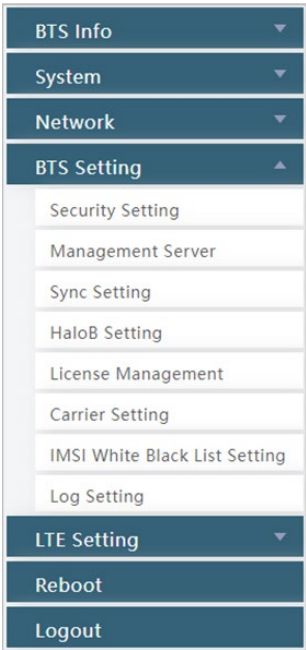 BTS Info
System
Network
BTS Setting
Security Setting
Management Server
Sync Setting
HaloB Setting
License Management
Carrier Setting
IMSI White Black List Setting
Log Setting
LTE Setting
Reboot
Logout